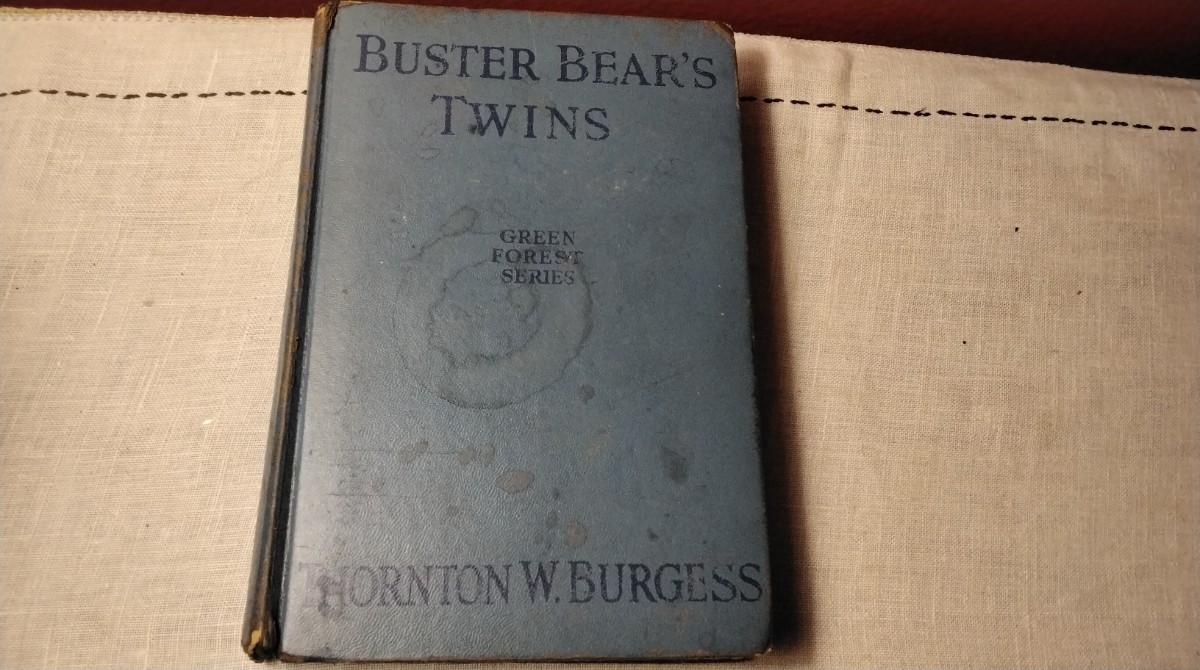 BUSTER BEAR'S
TWINS
GREEN
FOREST
SERIES
THORNTON W. BURGESS